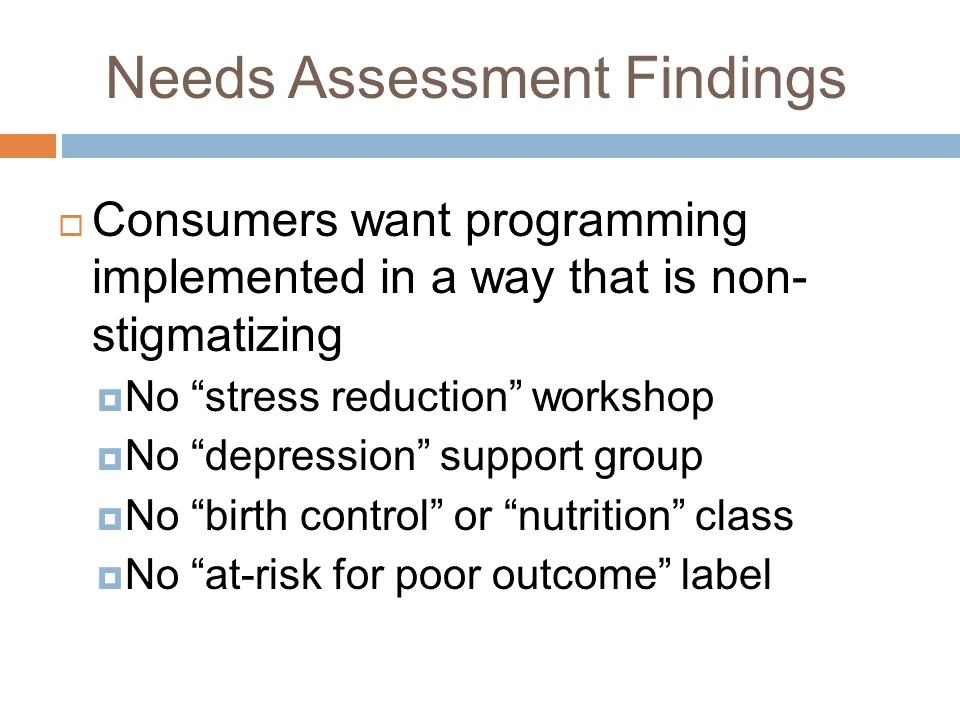 Needs Assessment Findings
Consumers want programming
implemented in a way that is non-
stigmatizing
No “stress reduction” workshop
No “depression” support group
No “birth control” or “nutrition” class
No “at-risk for poor outcome” label